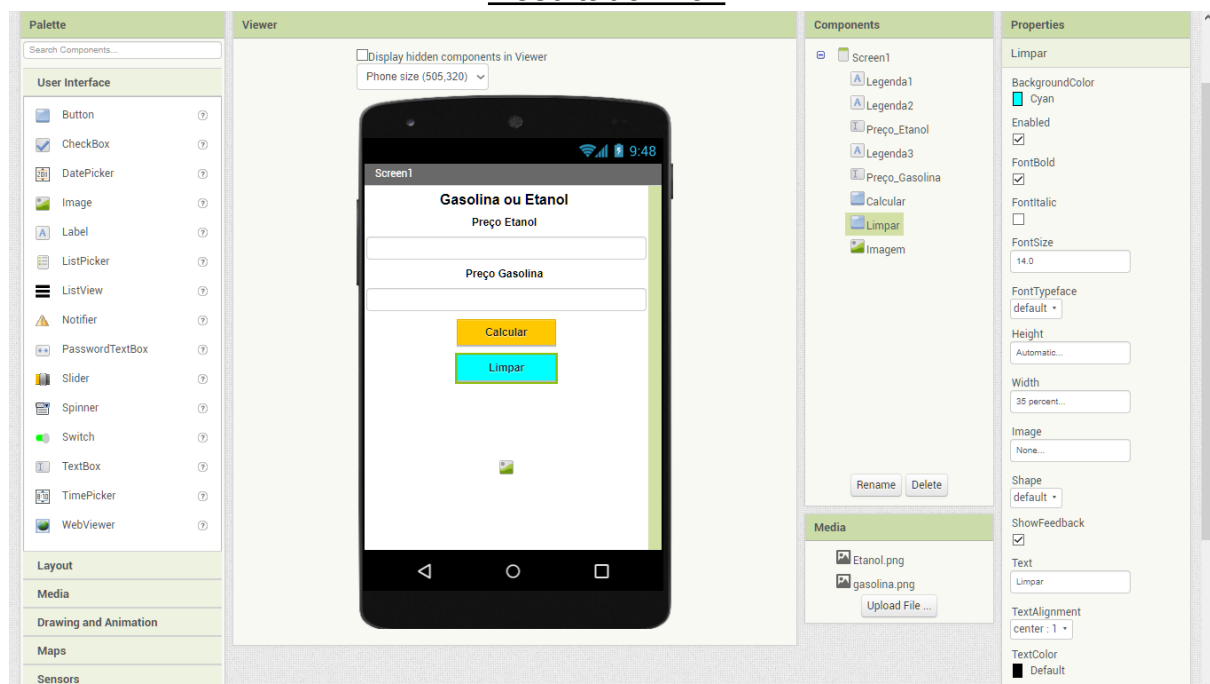 Palette
Search Components...
User Interface
Button
CheckBox
DatePicker
Image
Label
ListPicker
ListView
Notifier
PasswordTextBox
Slider
Spinner
Switch
TextBox
TimePicker
WebViewer
Layout
Media
Drawing and Animation
Maps
Sensors
Viewer
Display hidden components in Viewer
Phone size (505,320)
9:48
Screen1
Gasolina ou Etanol
Preço Etanol
Preço Gasolina
Calcular
Limpar
Components
Screen1
Legenda1
Legenda2
Preço_Etanol
Legenda3
Preço_Gasolina
Calcular
Limpar
Imagem
Rename Delete
Media
Etanol.png
gasolina.png
Upload File ...
Properties
Limpar
BackgroundColor
Cyan
Enabled
FontBold
FontItalic
FontSize
14.0
FontTypeface
default
Height
Automatic...
Width
35 percent...
Image
None...
Shape
default
ShowFeedback
Text
Limpar
TextAlignment
center : 1
TextColor
Default